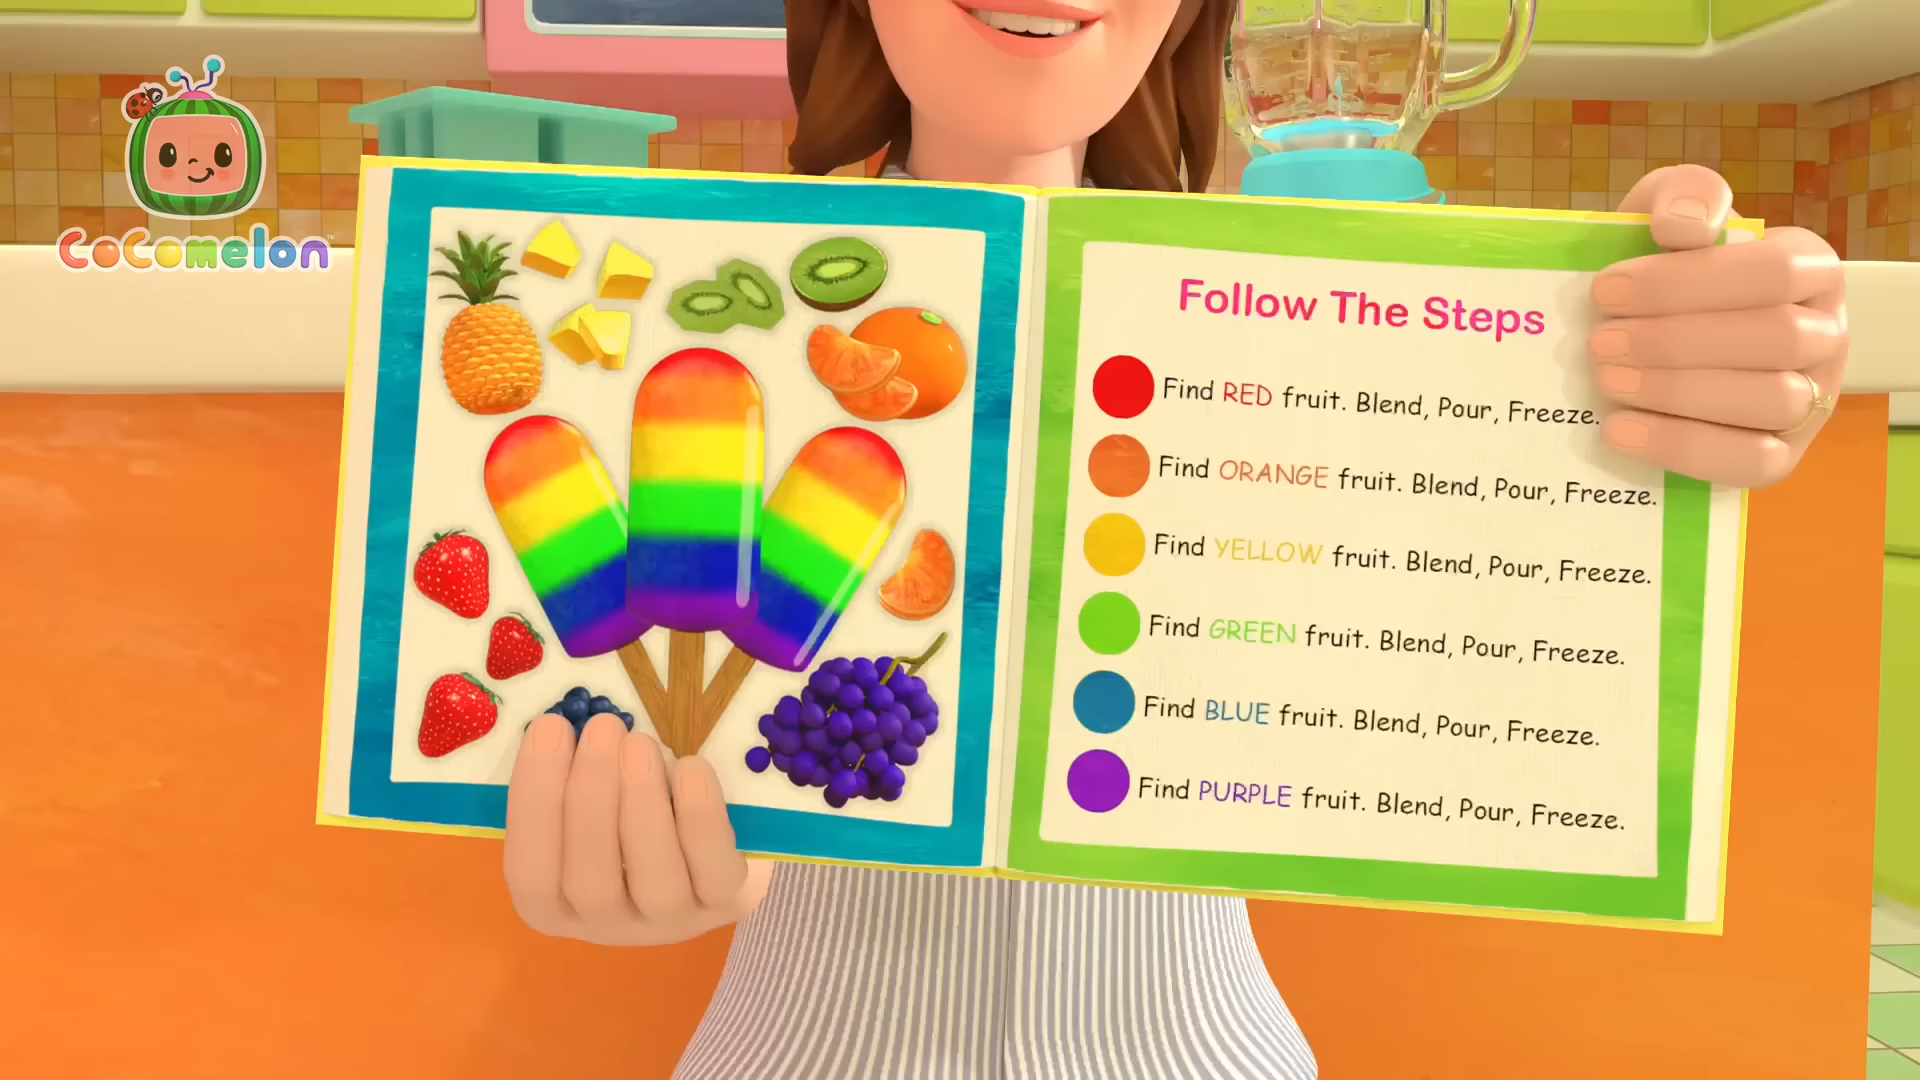 CoComelon
Follow The Steps
Find RED fruit. Blend, Pour, Freeze.
Find ORANGE fruit. Blend, Pour, Freeze.
Find YELLOW fruit. Blend, Pour, Freeze.
Find GREEN fruit. Blend, Pour, Freeze.
Find BLUE fruit. Blend, Pour, Freeze.
Find PURPLE fruit. Blend, Pour, Freeze.